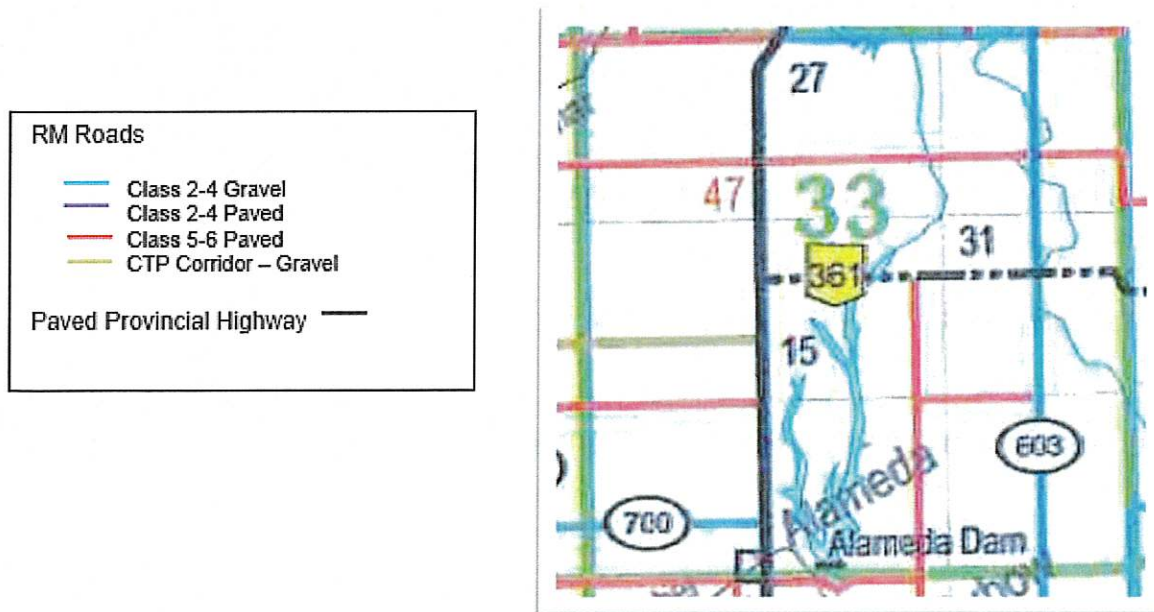 RM Roads
Class 2-4 Gravel
Class 2-4 Paved
Class 5-6 Paved
CTP Corridor – Gravel
Paved Provincial Highway
27
47
33
31
361
15
603
Alameda
700
Alameda Dam